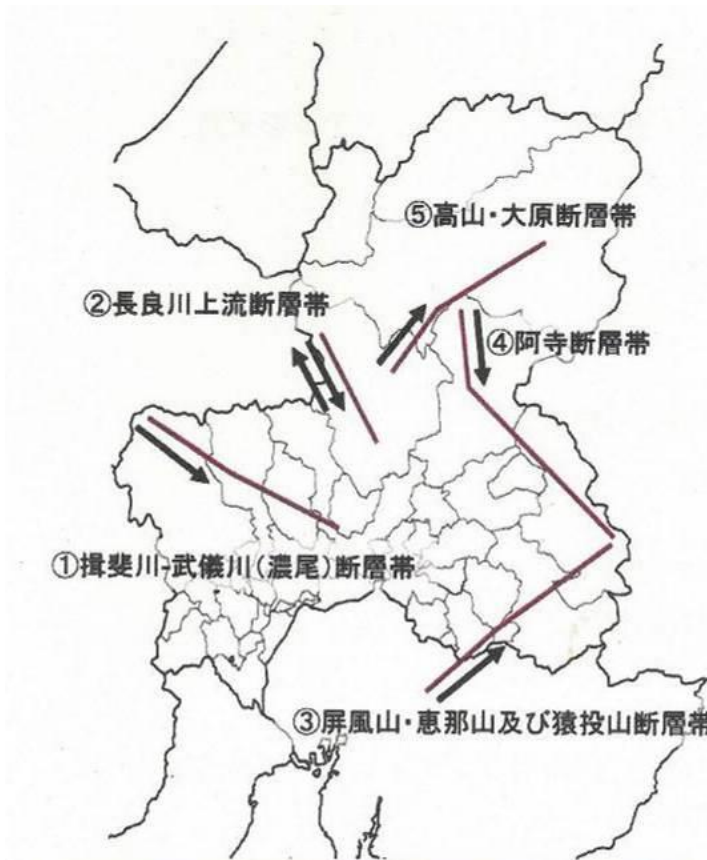 ⑤高山・大原断層帯
②長良川上流断層帯
④阿寺断層帯
①揖斐川-武儀川(濃尾)断層帯
③屏風山・恵那山及び猿投山断層帯